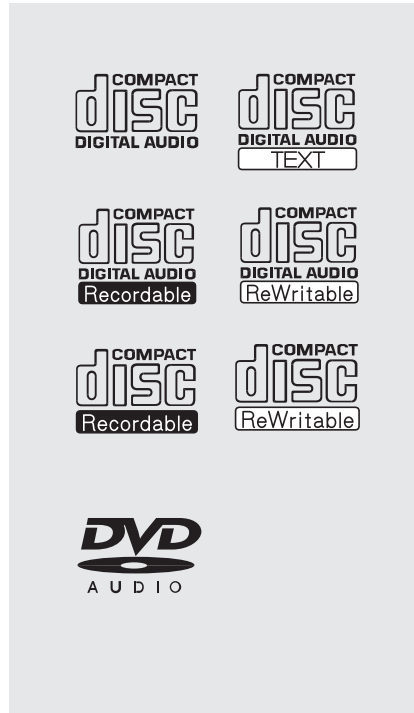 COMPACT
disc
DIGITAL AUDIO
COMPACT
disc
DIGITAL AUDIO
TEXT
COMPACT
disc
DIGITAL AUDIO
Recordable
COMPACT
disc
DIGITAL AUDIO
ReWritable
COMPACT
disc
Recordable
COMPACT
disc
ReWritable
DVD
AUDIO